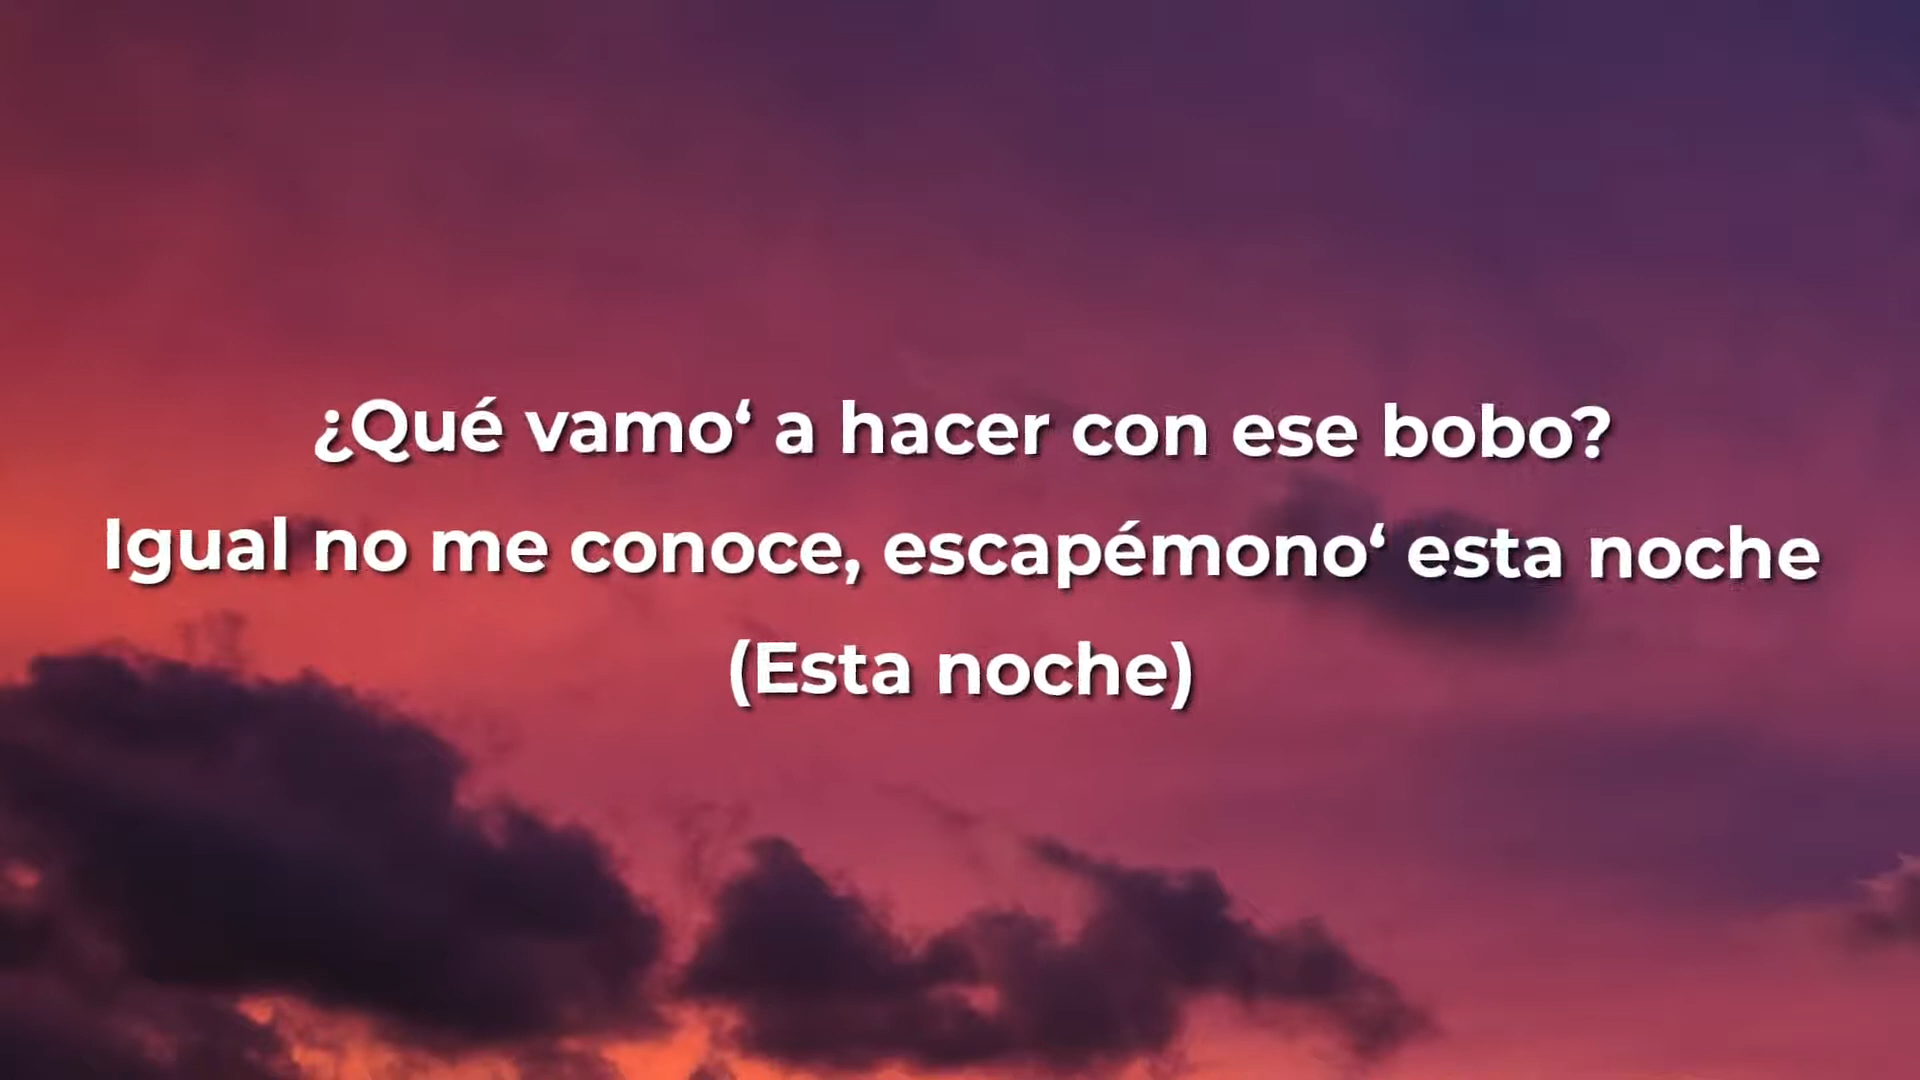 ¿Qué vamo‘ a hacer con ese bobo?
Igual no me conoce, escapémono‘ esta noche
(Esta noche)